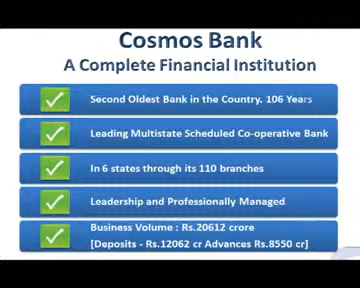 Cosmos Bank
A Complete Financial Institution
Second Oldest Bank in the Country. 106 Years
Leading Multistate Scheduled Co-operative Bank
In 6 states through its 110 branches
Leadership and Professionally Managed
Business Volume : Rs.20612 crore
[Deposits - Rs.12062 cr Advances Rs.8550 cr]